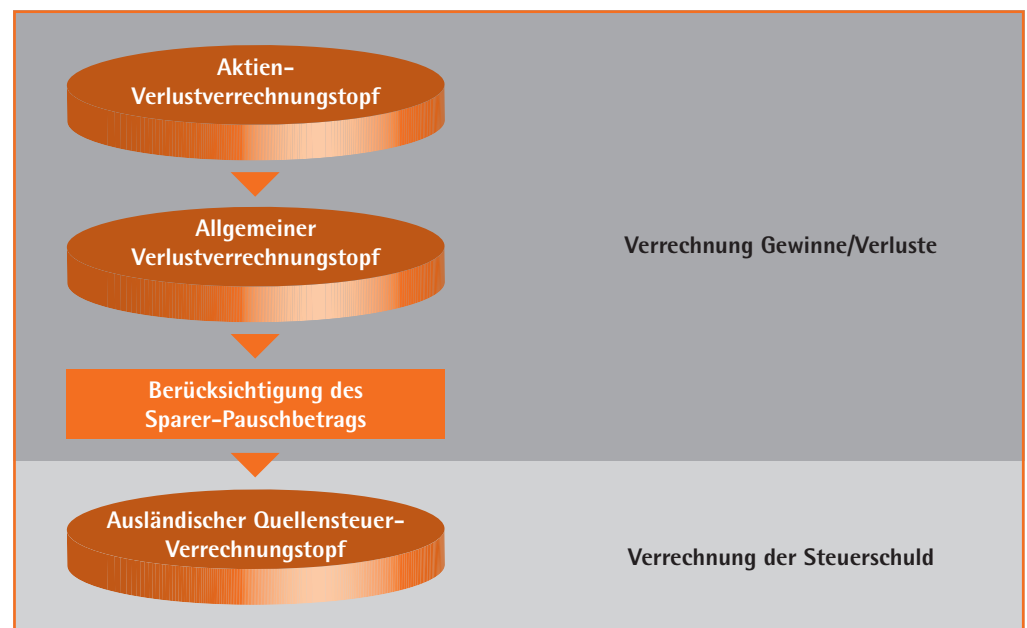 Aktien-
Verlustverrechnungstopf
Allgemeiner
Verlustverrechnungstopf
Verrechnung Gewinne/Verluste
Berücksichtigung des
Sparer-Pauschbetrags
Ausländischer Quellensteuer-
Verrechnungstopf
Verrechnung der Steuerschuld